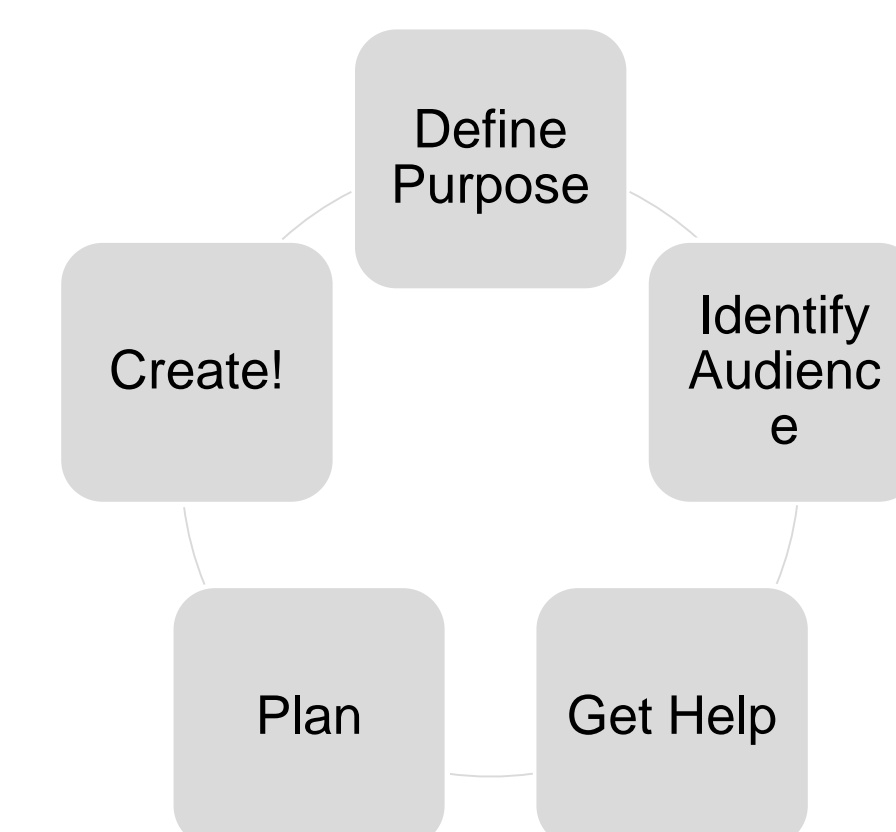 Define
Purpose
Identify
Audienc
e
Get Help
Plan
Create!